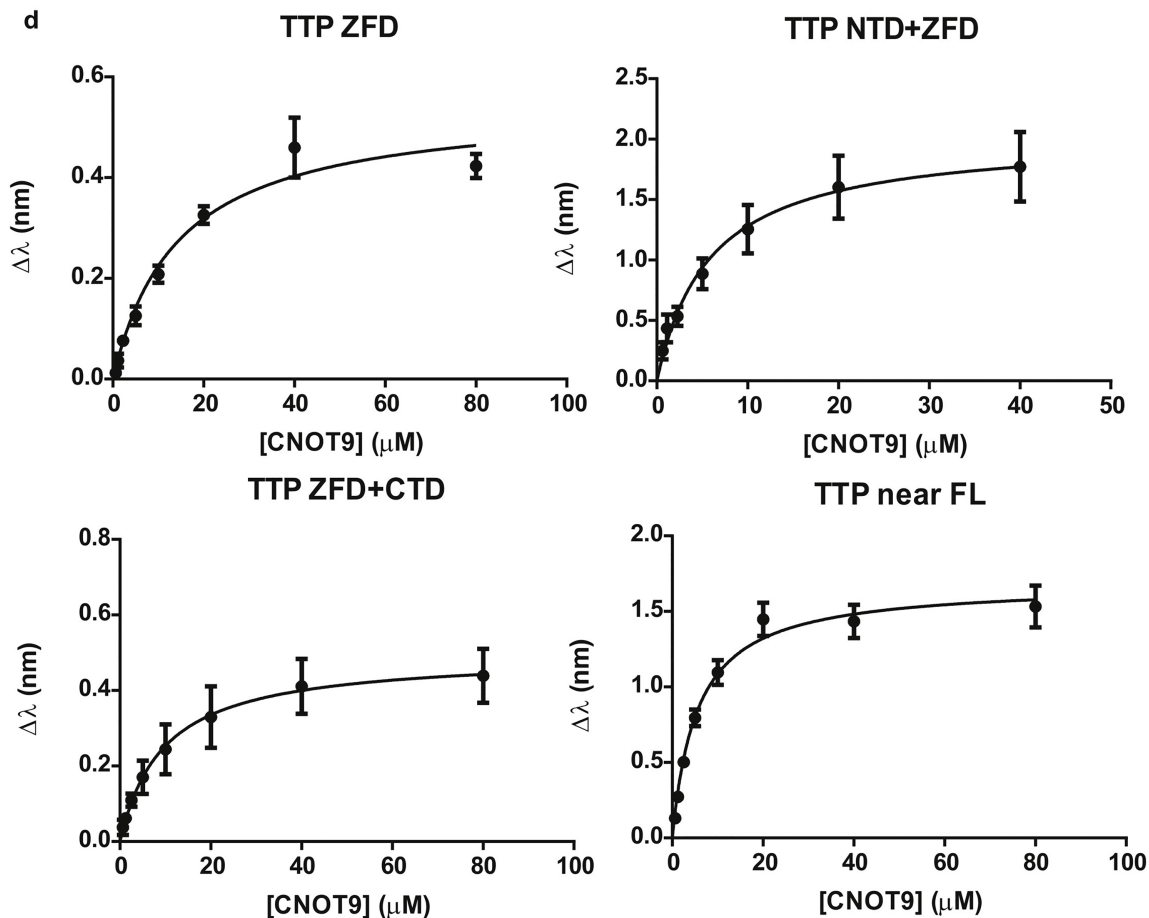 d
TTP ZFD
0.6
0.4
0.2
0.0
Δλ (nm)
0 20 40 60 80 100
[CNOT9] (μM)
TTP NTD+ZFD
2.5
2.0
1.5
1.0
0.5
0.0
Δλ (nm)
0 10 20 30 40 50
[CNOT9] (μM)
TTP ZFD+CTD
0.8
0.6
0.4
0.2
0.0
Δλ (nm)
0 20 40 60 80 100
[CNOT9] (μM)
TTP near FL
2.0
1.5
1.0
0.5
0.0
Δλ (nm)
0 20 40 60 80 100
[CNOT9] (μM)